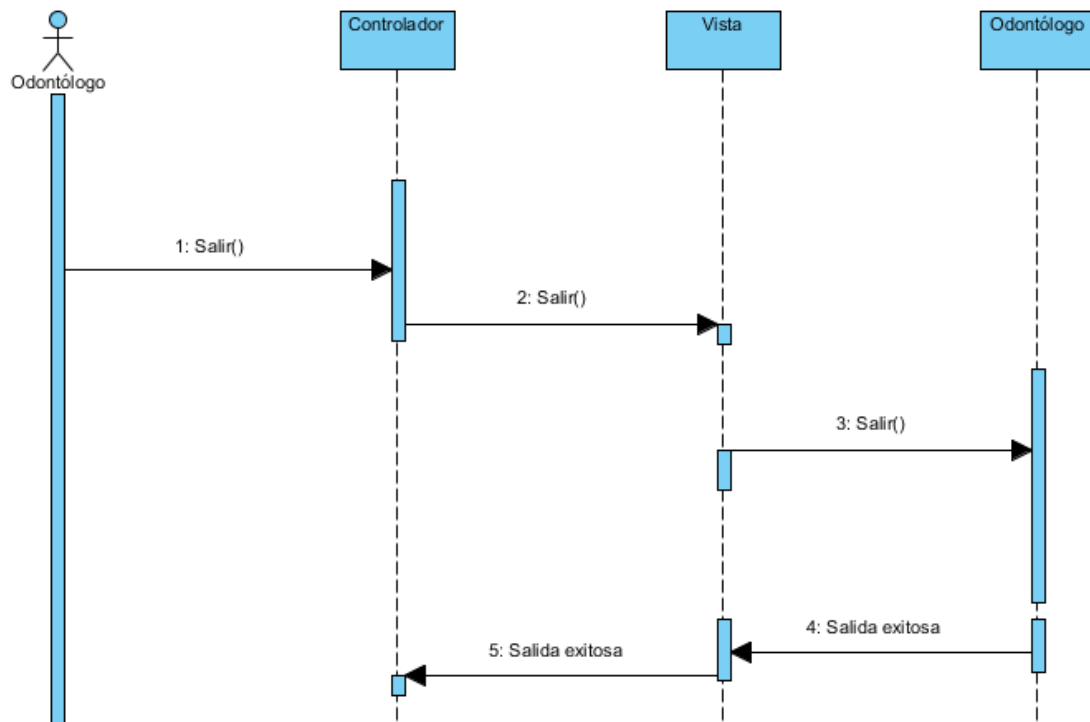 Controlador
Vista
Odontólogo
Odontólogo
1: Salir()
2: Salir()
3: Salir()
4: Salida exitosa
5: Salida exitosa